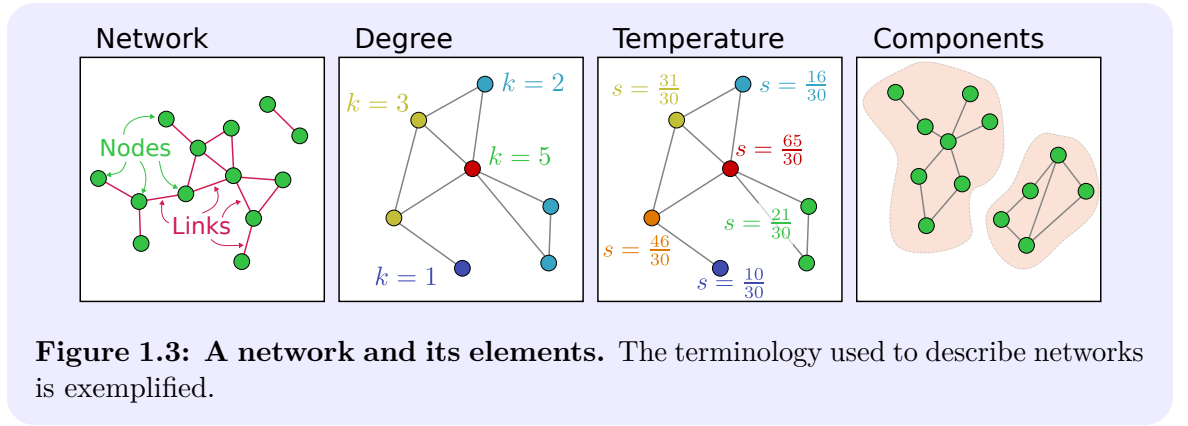 Network
Degree
Temperature
Components
Nodes
Links
k = 2
k = 3
k = 5
k = 1
s = 31/30
s = 16/30
s = 65/30
s = 21/30
s = 46/30
s = 10/30
Figure 1.3: A network and its elements. The terminology used to describe networks
is exemplified.